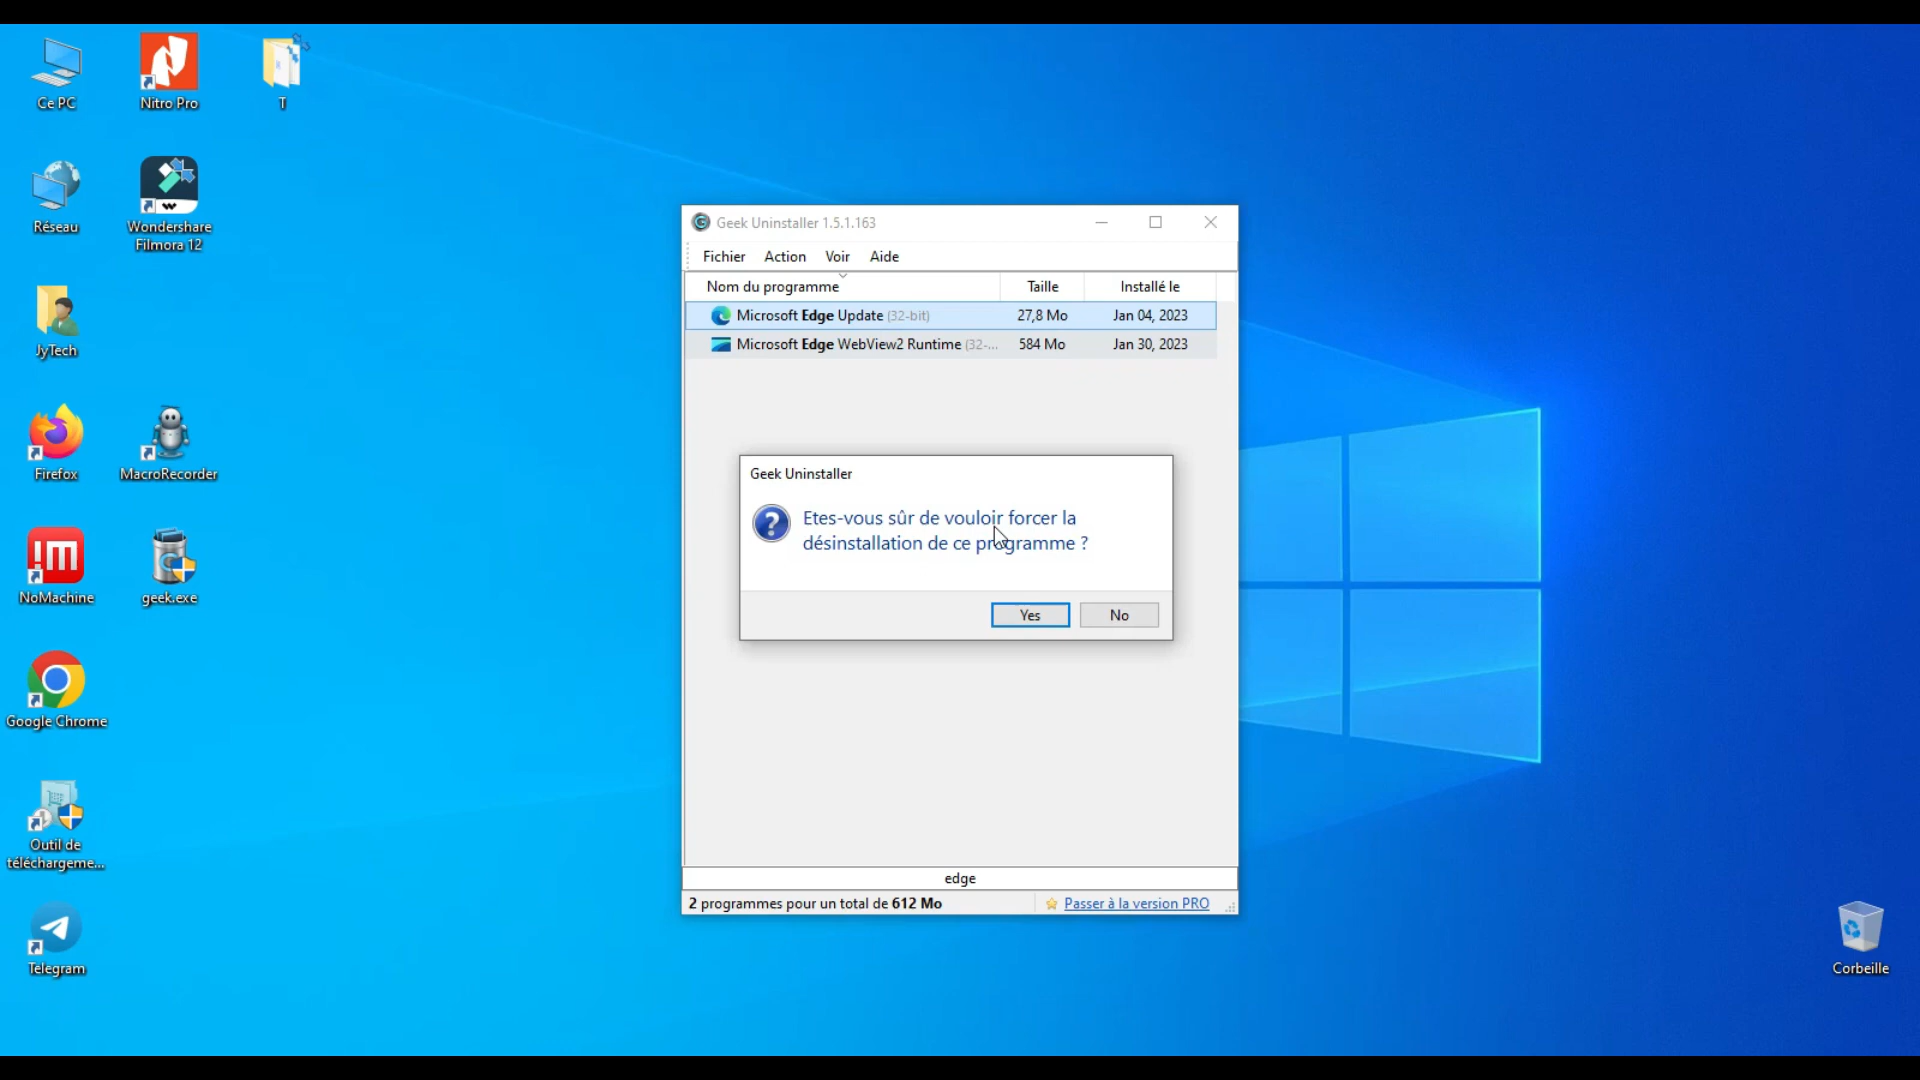 Ce PC
Nitro Pro
T
Réseau
Wondershare
Filmora 12
JyTech
Firefox
MacroRecorder
NoMachine
geek.exe
Google Chrome
Outil de
téléchargeme...
Telegram
Corbeille
Geek Uninstaller 1.5.1.163
Fichier Action Voir Aide
Nom du programme Taille Installé le
Microsoft Edge Update (32-bit) 27,8 Mo Jan 04, 2023
Microsoft Edge WebView2 Runtime (32-... 584 Mo Jan 30, 2023
Geek Uninstaller
Etes-vous sûr de vouloir forcer la
désinstallation de ce programme ?
Yes No
edge
2 programmes pour un total de 612 Mo Passer à la version PRO